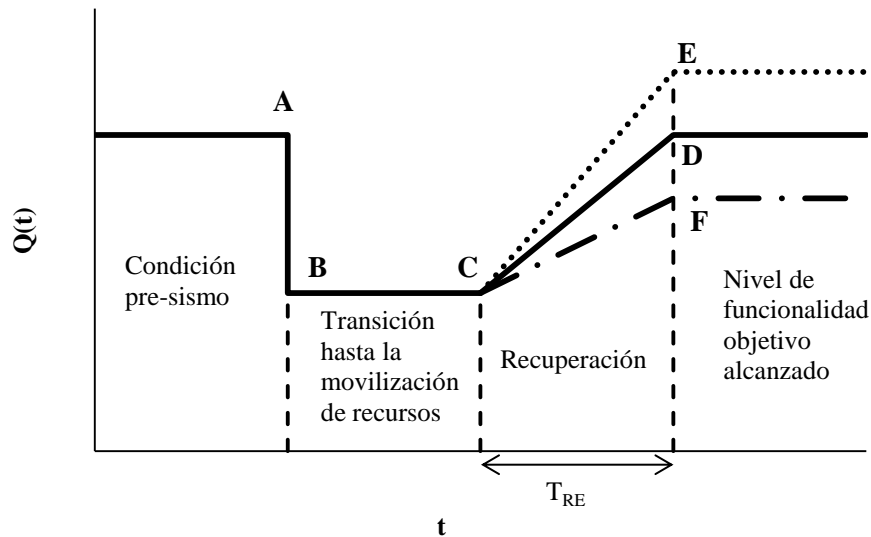 E
A
D
F
Q(t)
B
C
Condición
pre-sismo
Transición
hasta la
movilización
de recursos
Recuperación
Nivel de
funcionalidad
objetivo
alcanzado
T_RE
t